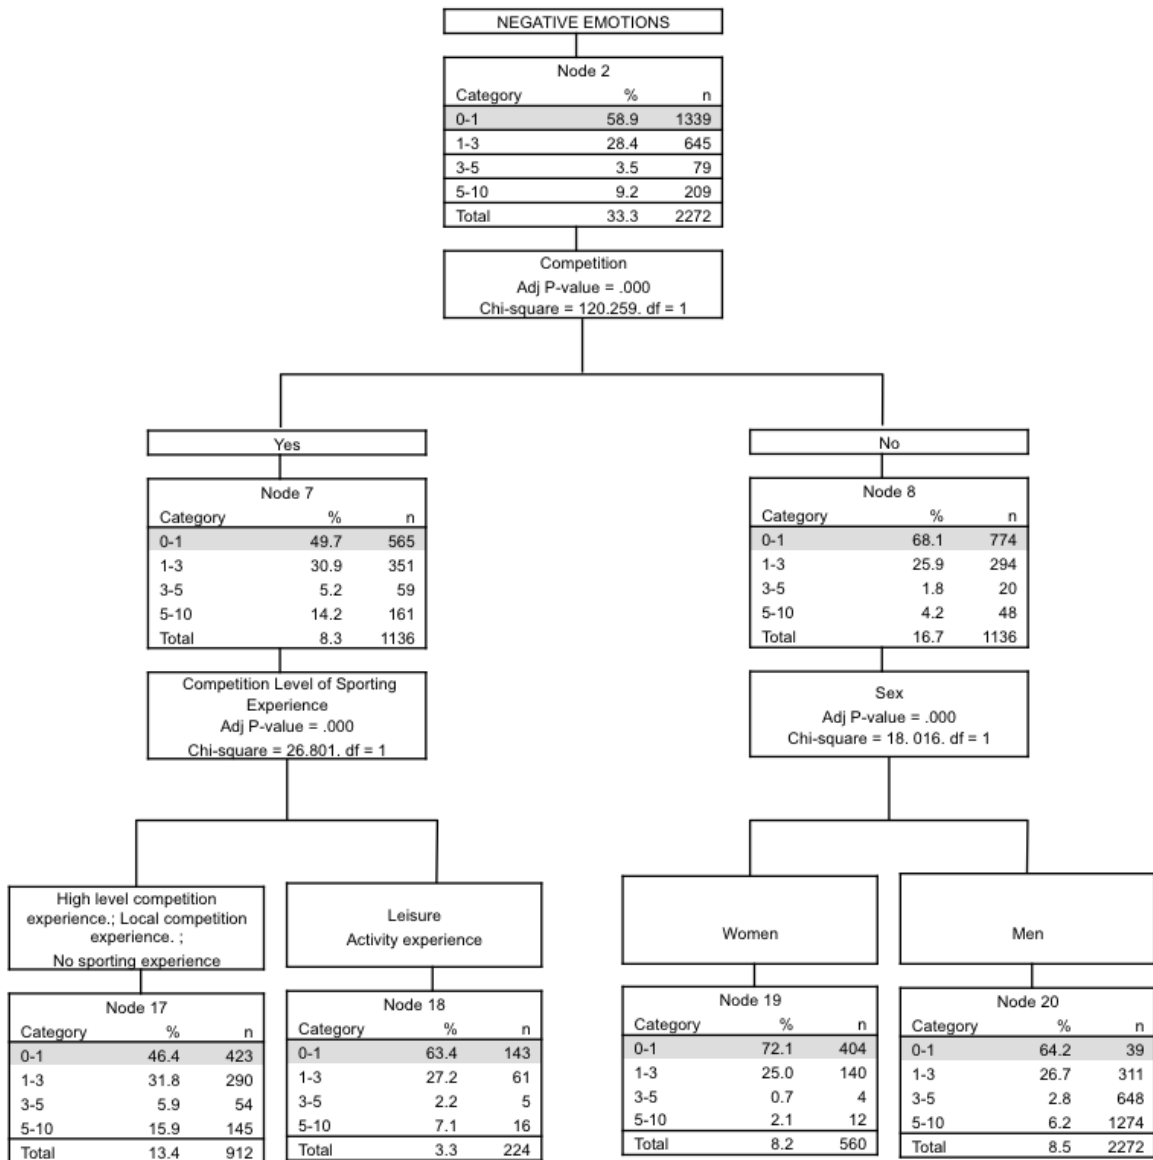 NEGATIVE EMOTIONS
Node 2
Category % n
0-1 58.9 1339
1-3 28.4 645
3-5 3.5 79
5-10 9.2 209
Total 33.3 2272
Competition
Adj P-value = .000
Chi-square = 120.259. df = 1
Yes
Node 7
Category % n
0-1 49.7 565
1-3 30.9 351
3-5 5.2 59
5-10 14.2 161
Total 8.3 1136
Competition Level of Sporting
Experience
Adj P-value = .000
Chi-square = 26.801. df = 1
No
Node 8
Category % n
0-1 68.1 774
1-3 25.9 294
3-5 1.8 20
5-10 4.2 48
Total 16.7 1136
Sex
Adj P-value = .000
Chi-square = 18. 016. df = 1
High level competition
experience.; Local competition
experience. ;
No sporting experience
Node 17
Category % n
0-1 46.4 423
1-3 31.8 290
3-5 5.9 54
5-10 15.9 145
Total 13.4 912
Leisure
Activity experience
Node 18
Category % n
0-1 63.4 143
1-3 27.2 61
3-5 2.2 5
5-10 7.1 16
Total 3.3 224
Women
Node 19
Category % n
0-1 72.1 404
1-3 25.0 140
3-5 0.7 4
5-10 2.1 12
Total 8.2 560
Men
Node 20
Category % n
0-1 64.2 39
1-3 26.7 311
3-5 2.8 648
5-10 6.2 1274
Total 8.5 2272